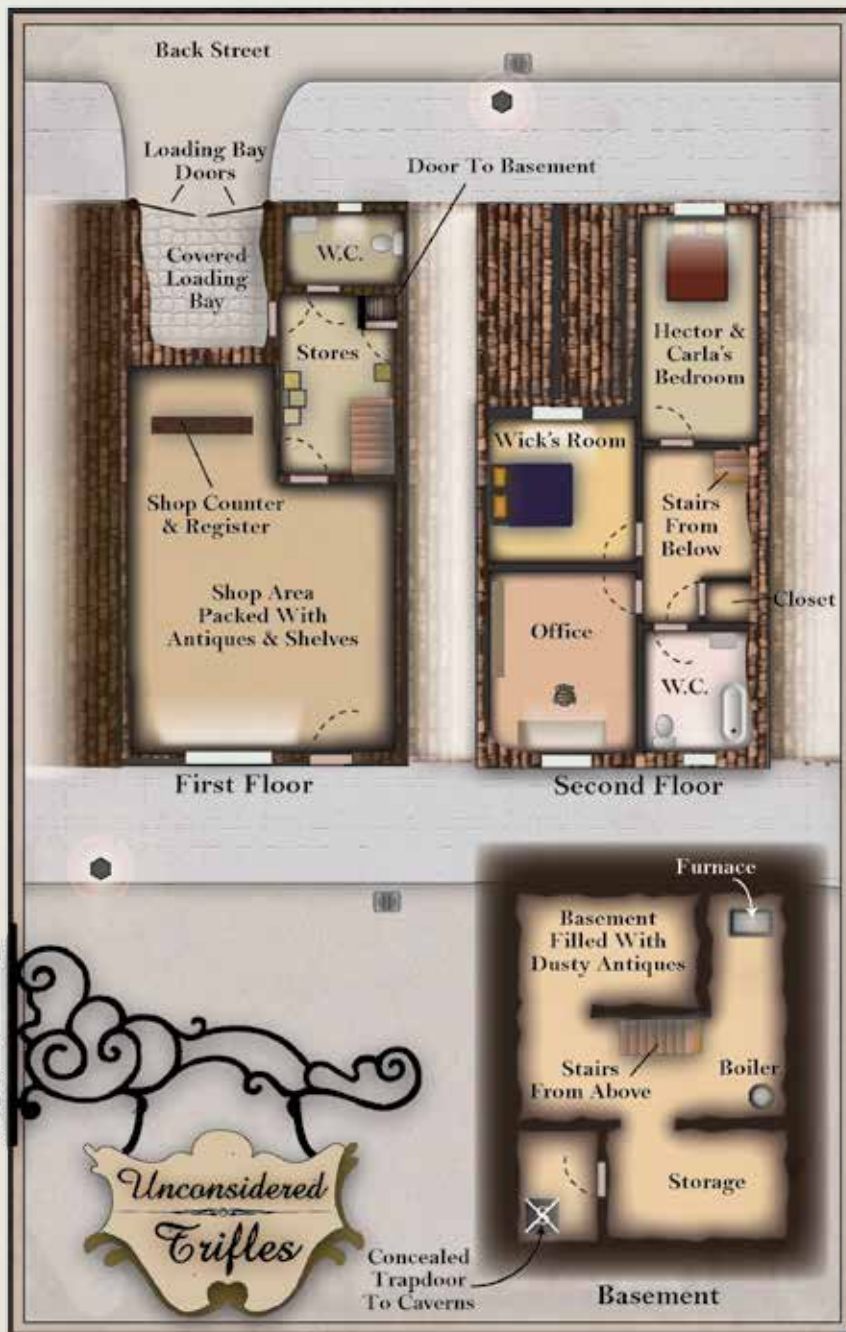 Back Street
Loading Bay
Doors
Door To Basement
Covered
Loading
Bay
W.C.
Stores
Shop Counter
& Register
Shop Area
Packed With
Antiques & Shelves
First Floor
Hector &
Carla's
Bedroom
Wick's Room
Stairs
From
Below
Closet
Office
W.C.
Second Floor
Furnace
Basement
Filled With
Dusty Antiques
Stairs
From Above
Boiler
Storage
Concealed
Trapdoor
To Caverns
Basement
Unconsidered
Trifles